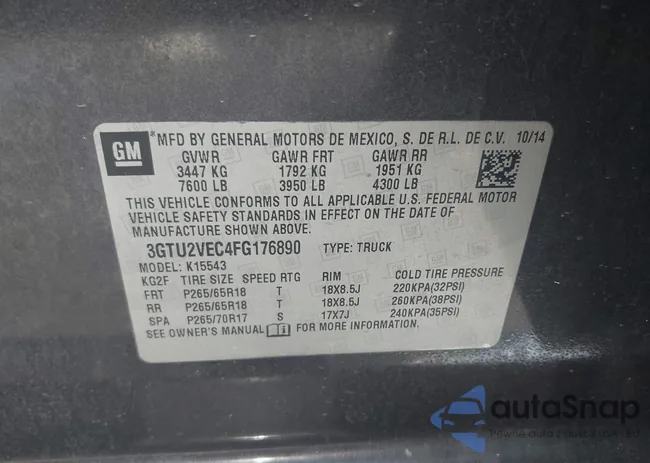 GM
*MFD BY GENERAL MOTORS DE MEXICO, S. DE R.L. DE C.V. 10/14
GVWR GAWR FRT GAWR RR
3447 KG 1792 KG 1951 KG
7600 LB 3950 LB 4300 LB
THIS VEHICLE CONFORMS TO ALL APPLICABLE U.S. FEDERAL MOTOR
VEHICLE SAFETY STANDARDS IN EFFECT ON THE DATE OF
MANUFACTURE SHOWN ABOVE.
3GTU2VEC4FG176890 TYPE: TRUCK
MODEL: K15543
KG2F TIRE SIZE SPEED RTG RIM COLD TIRE PRESSURE
FRT P265/65R18 T 18X8.5J 220KPA(32PSI)
RR P265/65R18 T 18X8.5J 260KPA(38PSI)
SPA P265/70R17 S 17X7J 240KPA(35PSI)
SEE OWNER'S MANUAL FOR MORE INFORMATION.
autoSnap